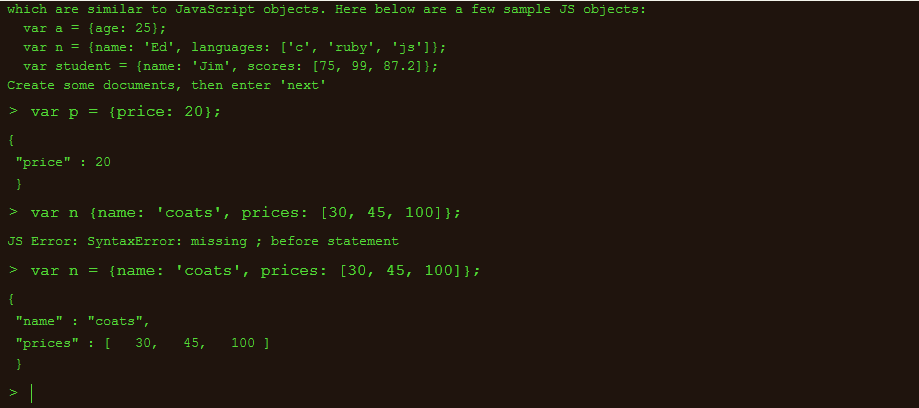 which are similar to JavaScript objects. Here below are a few sample JS objects:
  var a = {age: 25};
  var n = {name: 'Ed', languages: ['c', 'ruby', 'js']};
  var student = {name: 'Jim', scores: [75, 99, 87.2]};
Create some documents, then enter 'next'
> var p = {price: 20};
{
 "price" : 20
 }
> var n {name: 'coats', prices: [30, 45, 100]};
JS Error: SyntaxError: missing ; before statement
> var n = {name: 'coats', prices: [30, 45, 100]};
{
 "name" : "coats",
 "prices" : [   30,   45,   100 ]
 }
>